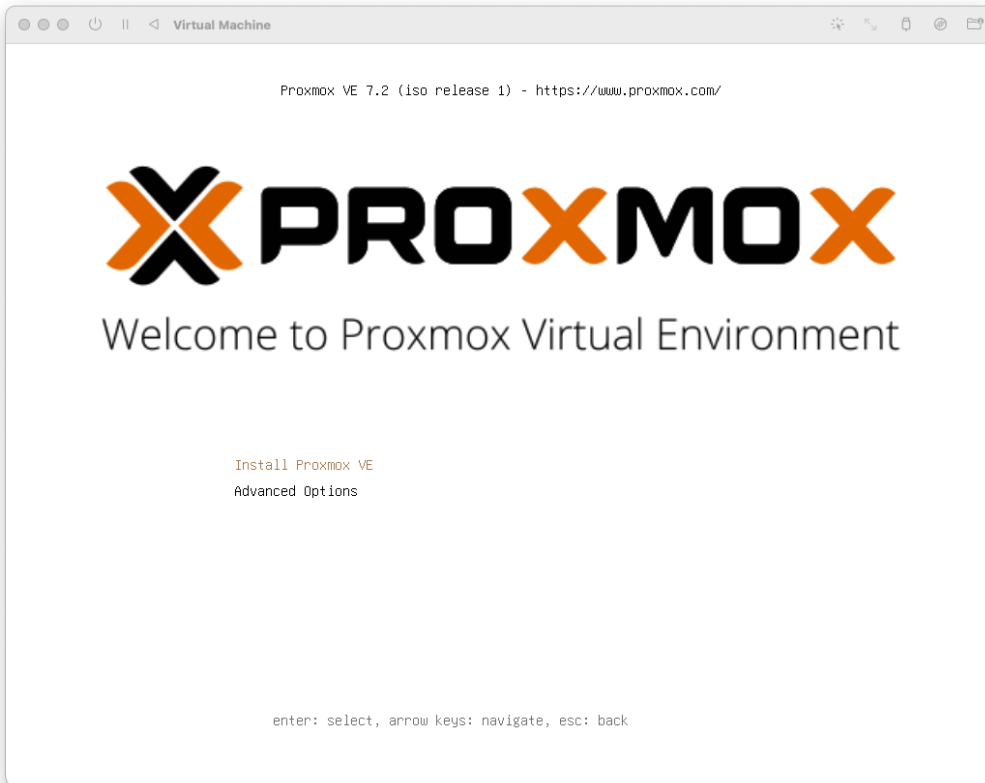 Virtual Machine
Proxmox VE 7.2 (iso release 1) - https://www.proxmox.com/
PROXMOX
Welcome to Proxmox Virtual Environment
Install Proxmox VE
Advanced Options
enter: select, arrow keys: navigate, esc: back